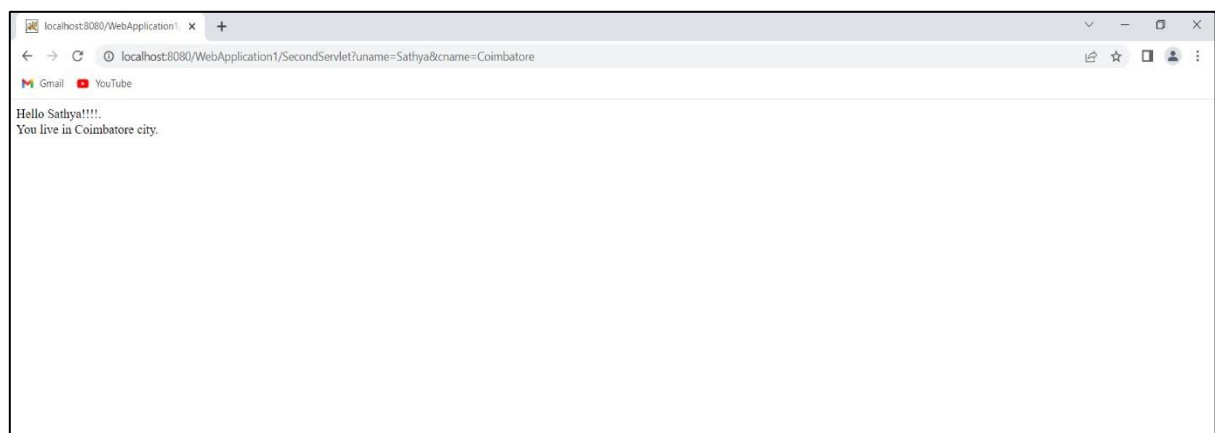 localhost:8080/WebApplication1
localhost:8080/WebApplication1/SecondServlet?uname=Sathya&cname=Coimbatore
Gmail YouTube
Hello Sathya!!!!.
You live in Coimbatore city.